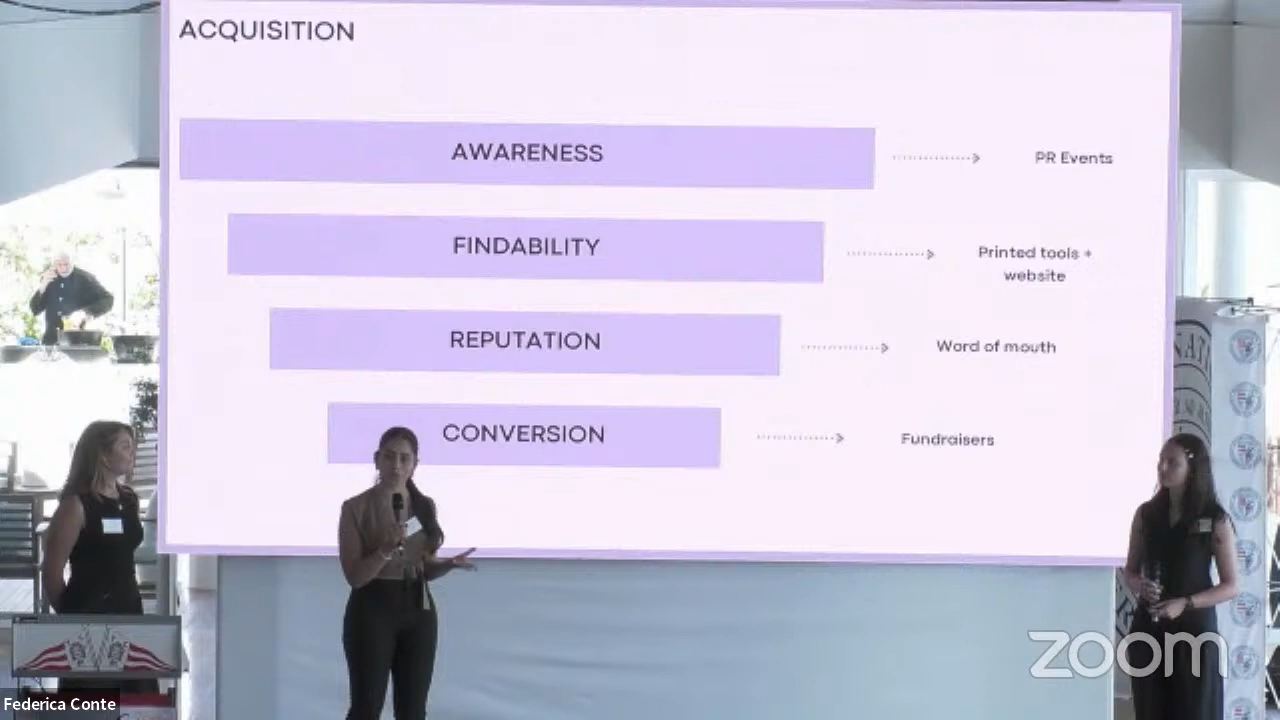 ACQUISITION
AWARENESS
PR Events
FINDABILITY
Printed tools +
website
REPUTATION
Word of mouth
CONVERSION
Fundraisers
zoom
Federica Conte